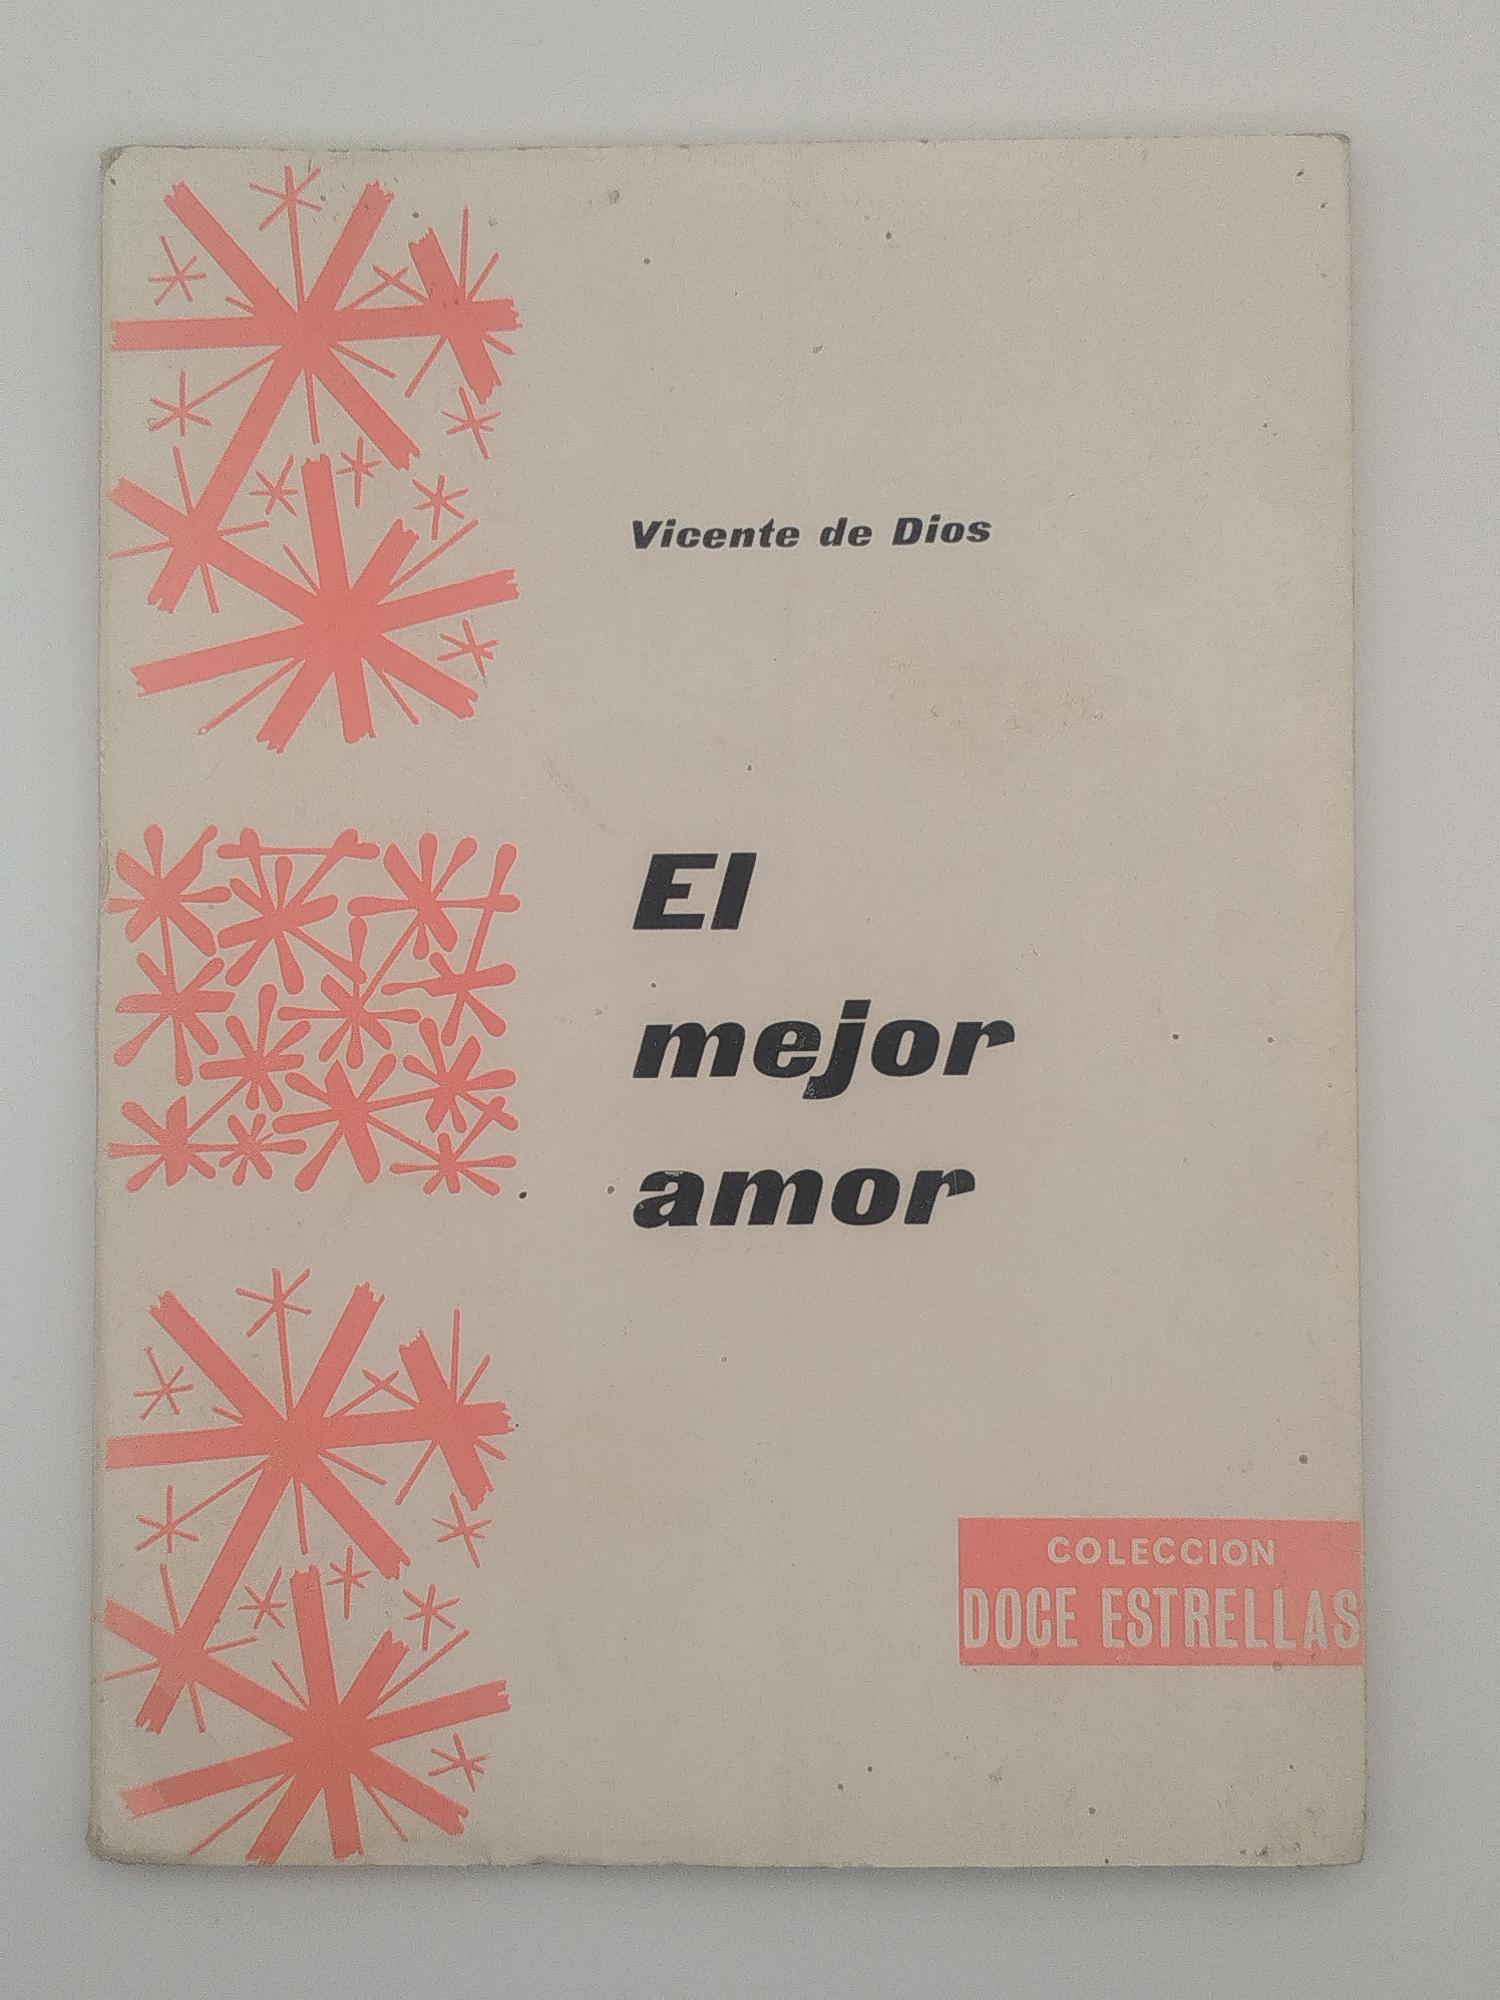 Vicente de Dios
El
mejor
amor
COLECCION
DOCE ESTRELLAS